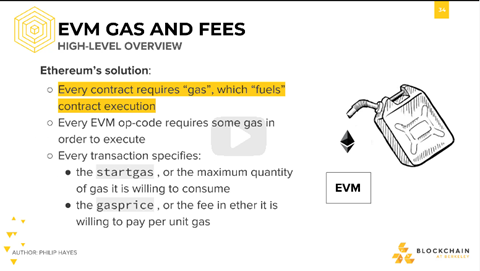 34
EVM GAS AND FEES
HIGH-LEVEL OVERVIEW
Ethereum's solution:
○ Every contract requires "gas", which "fuels"
contract execution
○ Every EVM op-code requires some gas in
order to execute
○ Every transaction specifies:
● the startgas , or the maximum quantity
of gas it is willing to consume
● the gasprice , or the fee in ether it is
willing to pay per unit gas
EVM
AUTHOR: PHILIP HAYES
BLOCKCHAIN
AT BERKELEY